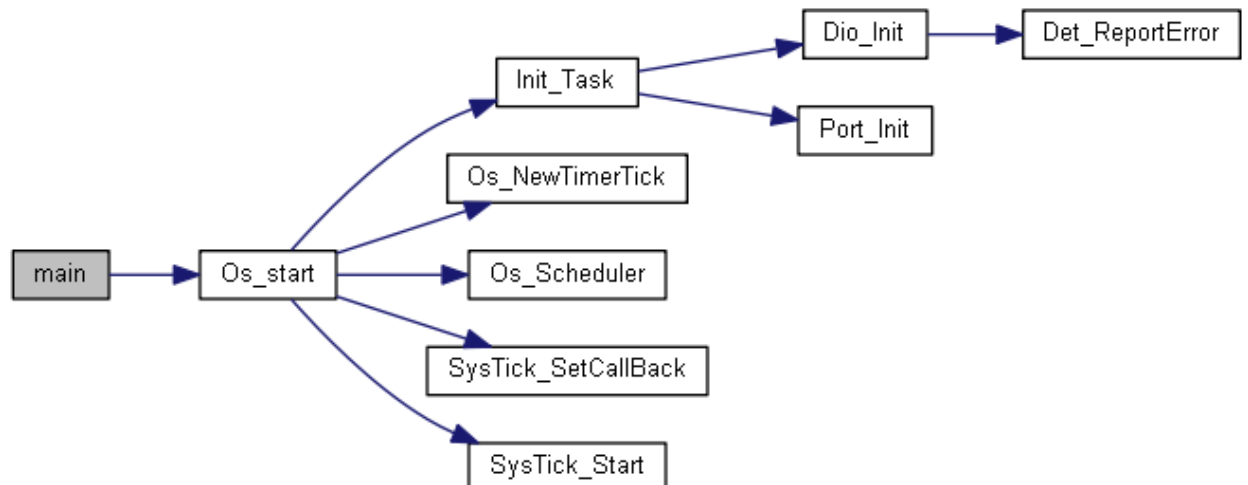 Dio_Init
Det_ReportError
Init_Task
Port_Init
Os_NewTimerTick
main
Os_start
Os_Scheduler
SysTick_SetCallBack
SysTick_Start